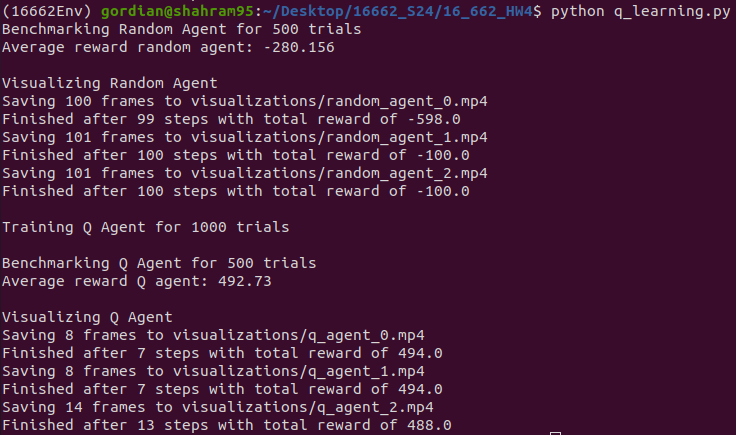 (16662Env) gordian@shahram95:~/Desktop/16662_S24/16_662_HW4$ python q_learning.py
Benchmarking Random Agent for 500 trials
Average reward random agent: -280.156
Visualizing Random Agent
Saving 100 frames to visualizations/random_agent_0.mp4
Finished after 99 steps with total reward of -598.0
Saving 101 frames to visualizations/random_agent_1.mp4
Finished after 100 steps with total reward of -100.0
Saving 101 frames to visualizations/random_agent_2.mp4
Finished after 100 steps with total reward of -100.0
Training Q Agent for 1000 trials
Benchmarking Q Agent for 500 trials
Average reward Q agent: 492.73
Visualizing Q Agent
Saving 8 frames to visualizations/q_agent_0.mp4
Finished after 7 steps with total reward of 494.0
Saving 8 frames to visualizations/q_agent_1.mp4
Finished after 7 steps with total reward of 494.0
Saving 14 frames to visualizations/q_agent_2.mp4
Finished after 13 steps with total reward of 488.0